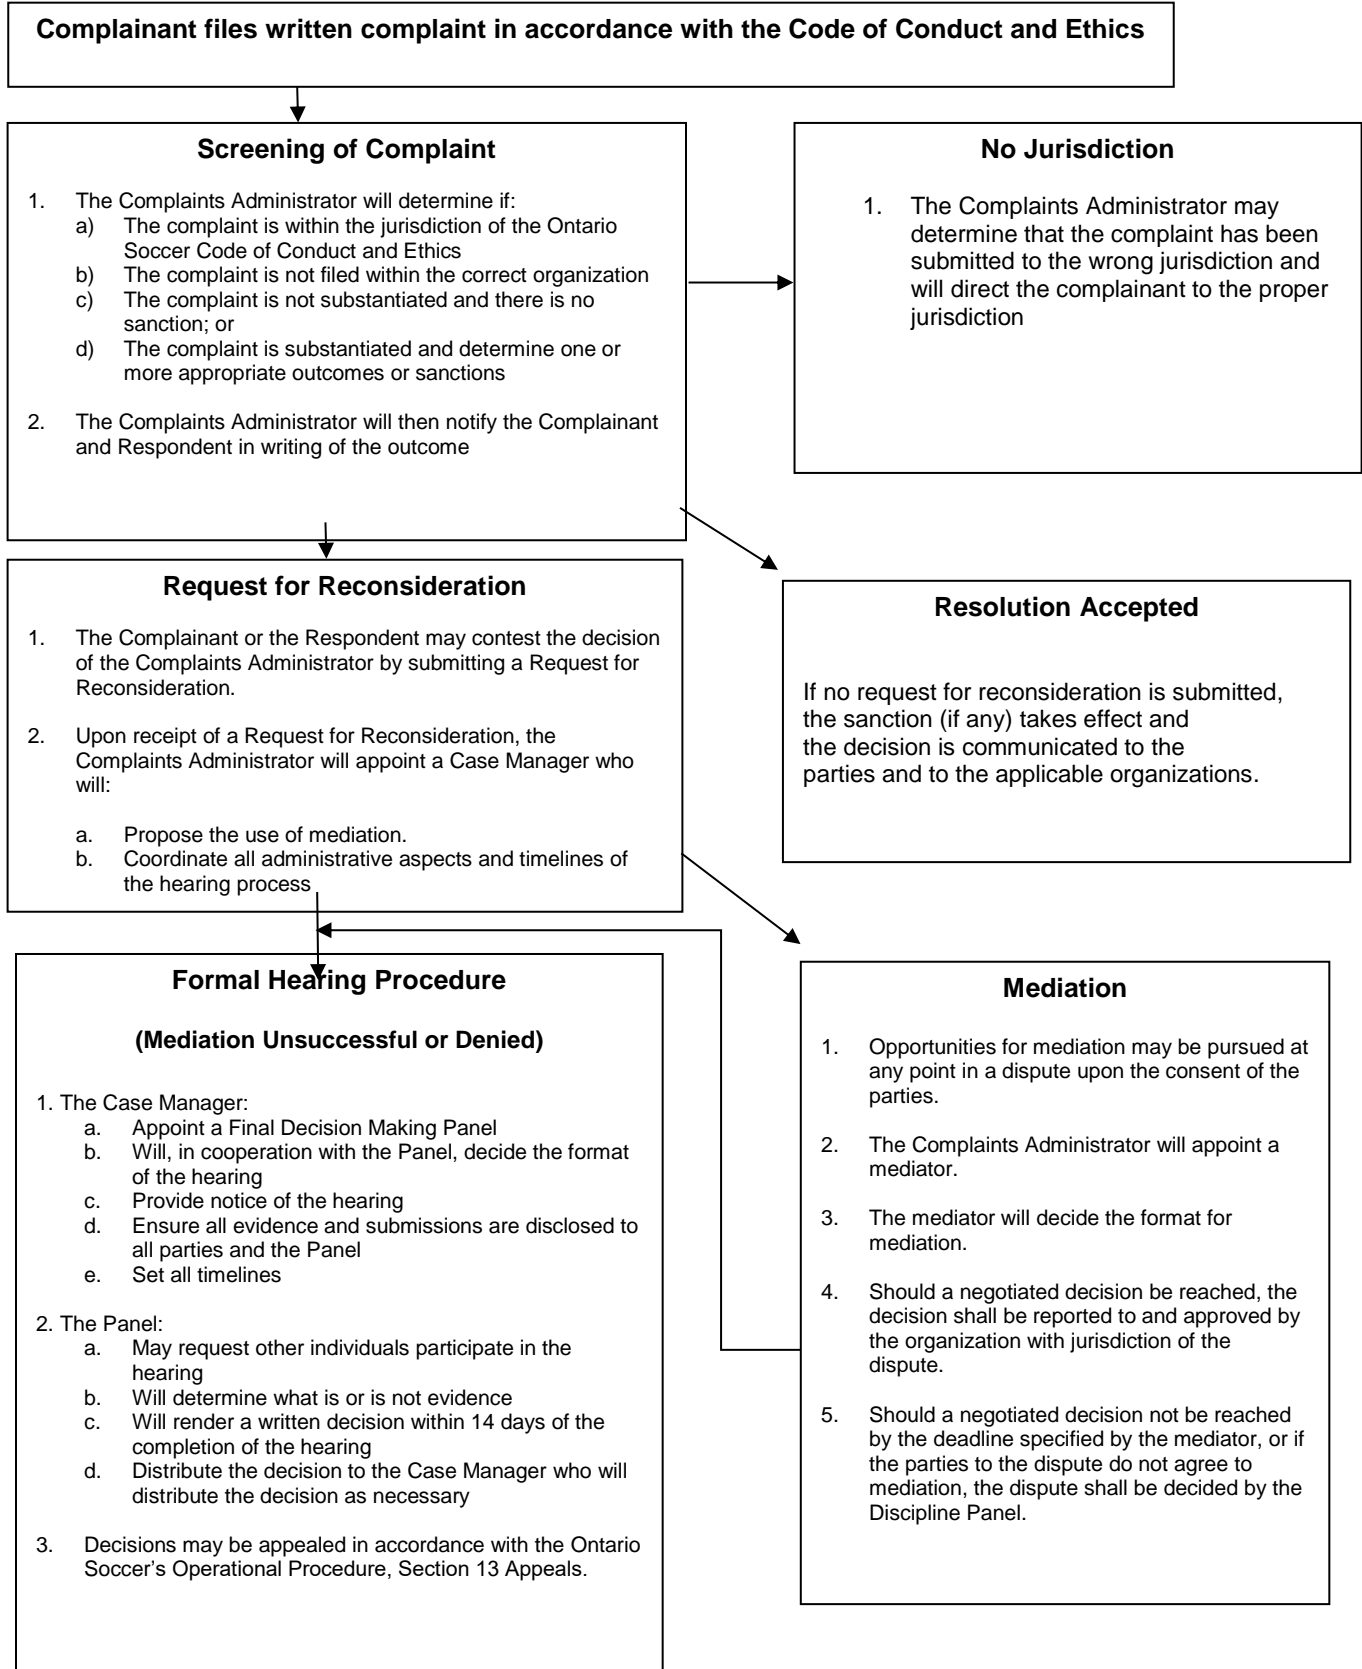 Complainant files written complaint in accordance with the Code of Conduct and Ethics
Screening of Complaint
1. The Complaints Administrator will determine if:
a) The complaint is within the jurisdiction of the Ontario
Soccer Code of Conduct and Ethics
b) The complaint is not filed within the correct organization
c) The complaint is not substantiated and there is no
sanction; or
d) The complaint is substantiated and determine one or
more appropriate outcomes or sanctions
2. The Complaints Administrator will then notify the Complainant
and Respondent in writing of the outcome
No Jurisdiction
1. The Complaints Administrator may
determine that the complaint has been
submitted to the wrong jurisdiction and
will direct the complainant to the proper
jurisdiction
Request for Reconsideration
1. The Complainant or the Respondent may contest the decision
of the Complaints Administrator by submitting a Request for
Reconsideration.
2. Upon receipt of a Request for Reconsideration, the
Complaints Administrator will appoint a Case Manager who
will:
a. Propose the use of mediation.
b. Coordinate all administrative aspects and timelines of
the hearing process
Resolution Accepted
If no request for reconsideration is submitted,
the sanction (if any) takes effect and
the decision is communicated to the
parties and to the applicable organizations.
Formal Hearing Procedure
(Mediation Unsuccessful or Denied)
1. The Case Manager:
a. Appoint a Final Decision Making Panel
b. Will, in cooperation with the Panel, decide the format
of the hearing
c. Provide notice of the hearing
d. Ensure all evidence and submissions are disclosed to
all parties and the Panel
e. Set all timelines
2. The Panel:
a. May request other individuals participate in the
hearing
b. Will determine what is or is not evidence
c. Will render a written decision within 14 days of the
completion of the hearing
d. Distribute the decision to the Case Manager who will
distribute the decision as necessary
3. Decisions may be appealed in accordance with the Ontario
Soccer’s Operational Procedure, Section 13 Appeals.
Mediation
1. Opportunities for mediation may be pursued at
any point in a dispute upon the consent of the
parties.
2. The Complaints Administrator will appoint a
mediator.
3. The mediator will decide the format for
mediation.
4. Should a negotiated decision be reached, the
decision shall be reported to and approved by
the organization with jurisdiction of the
dispute.
5. Should a negotiated decision not be reached
by the deadline specified by the mediator, or if
the parties to the dispute do not agree to
mediation, the dispute shall be decided by the
Discipline Panel.